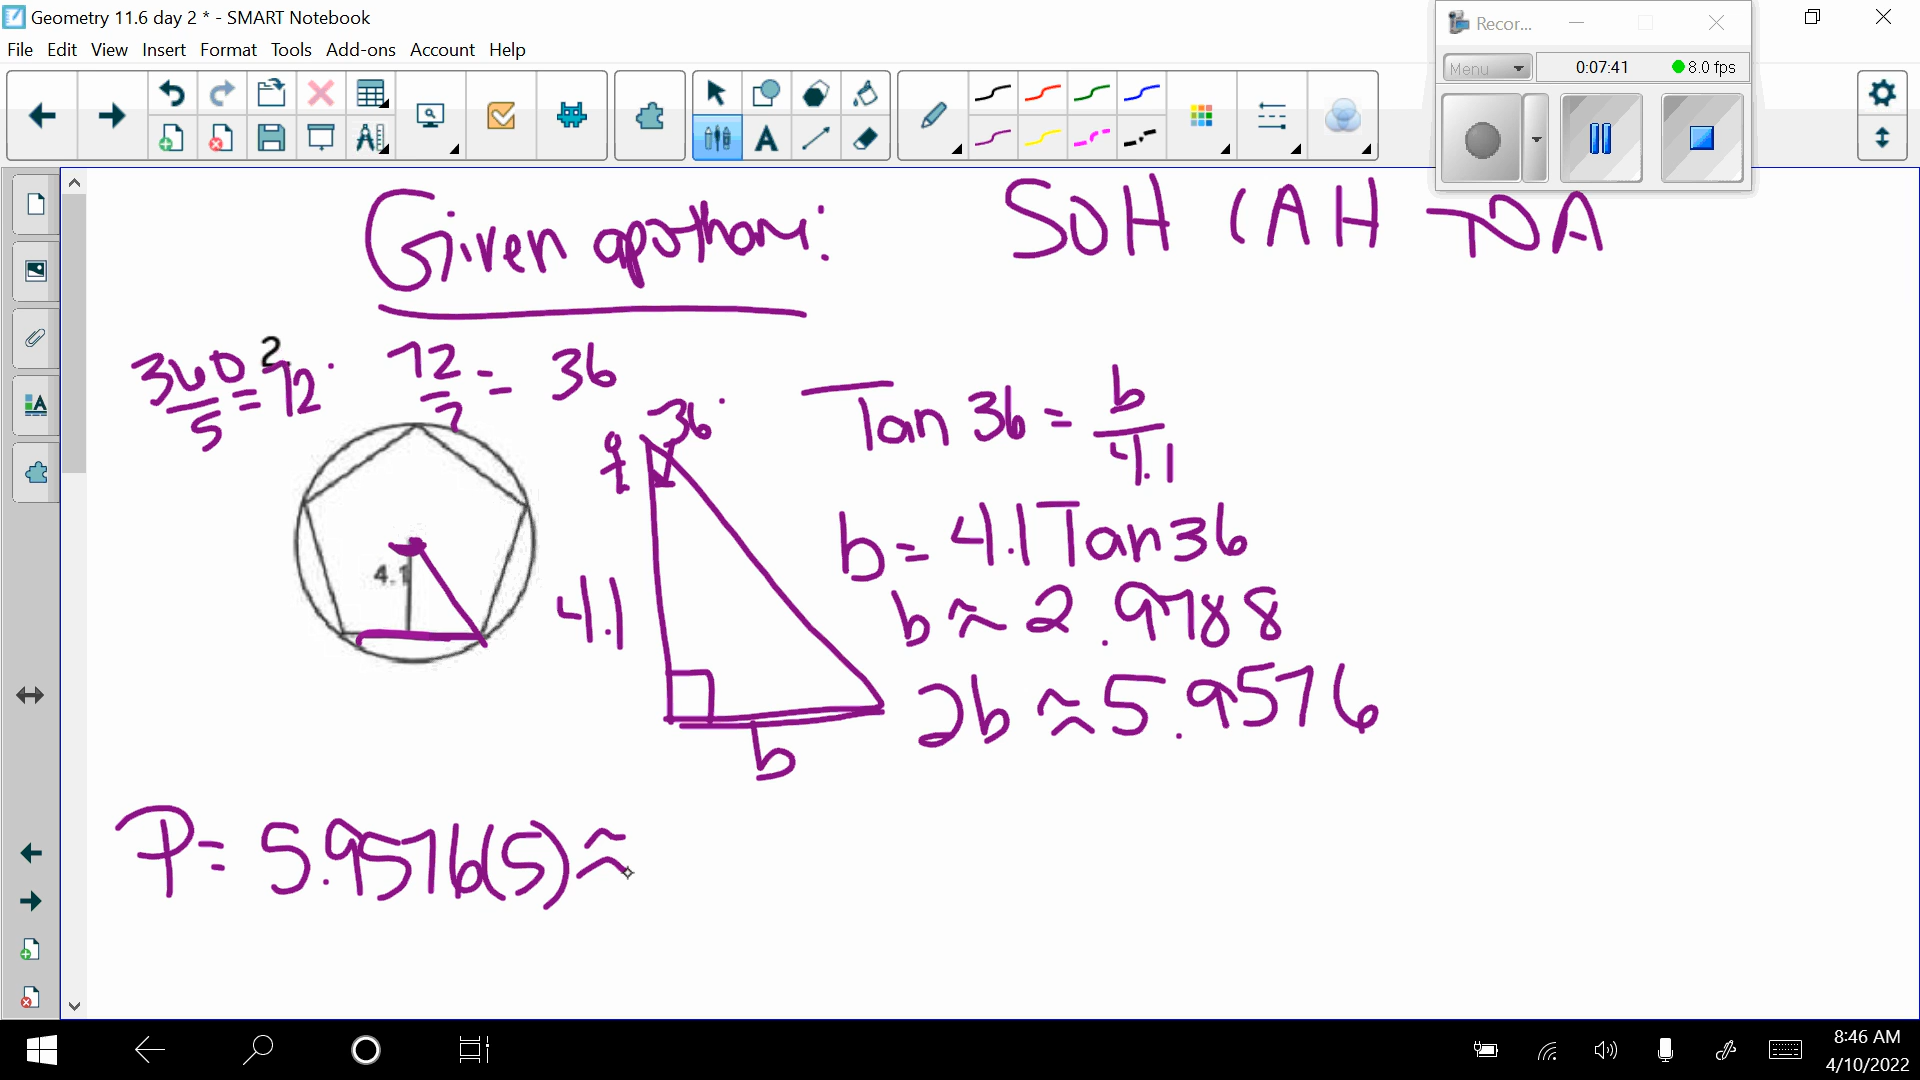 Geometry 11.6 day 2 * - SMART Notebook
File Edit View Insert Format Tools Add-ons Account Help
Recor...
Menu 0:07:41 8.0 fps
Given apothem:
SOH CAH TOA
360/5 = 72° 72/2 = 36
2
36°
Tan 36 = b/4.1
4.1
4.1
b = 4.1 Tan 36
b ≈ 2.9788
2b ≈ 5.9576
b
P = 5.9576(5) ≈
8:46 AM
4/10/2022